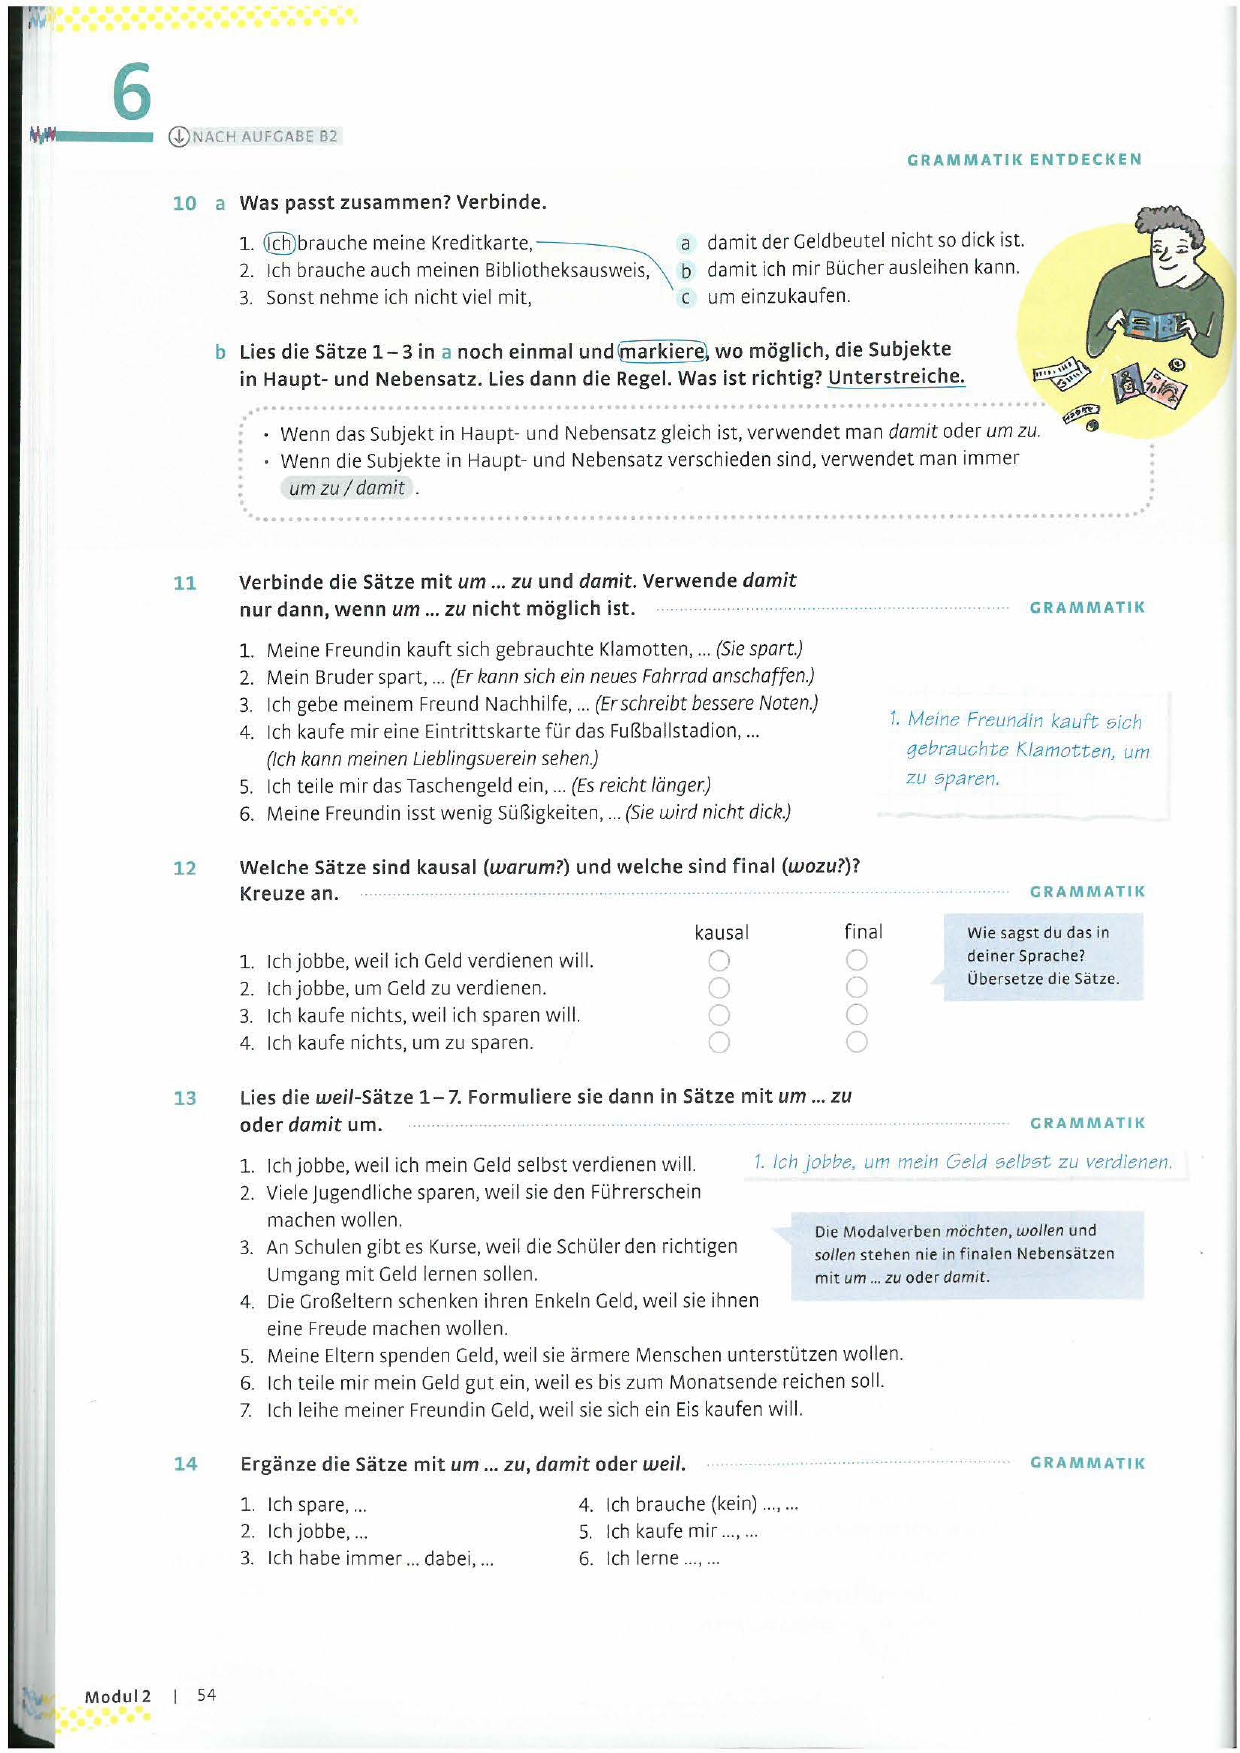 6
NACH AUFGABE B2
GRAMMATIK ENTDECKEN
10 a Was passt zusammen? Verbinde.
1. Ich brauche meine Kreditkarte,
2. Ich brauche auch meinen Bibliotheksausweis,
3. Sonst nehme ich nicht viel mit,
a damit der Geldbeutel nicht so dick ist.
b damit ich mir Bücher ausleihen kann.
c um einzukaufen.
b Lies die Sätze 1–3 in a noch einmal und markiere, wo möglich, die Subjekte
in Haupt- und Nebensatz. Lies dann die Regel. Was ist richtig? Unterstreiche.
· Wenn das Subjekt in Haupt- und Nebensatz gleich ist, verwendet man damit oder um zu.
· Wenn die Subjekte in Haupt- und Nebensatz verschieden sind, verwendet man immer
um zu / damit .
11 Verbinde die Sätze mit um ... zu und damit. Verwende damit
nur dann, wenn um ... zu nicht möglich ist.
GRAMMATIK
1. Meine Freundin kauft sich gebrauchte Klamotten, ... (Sie spart.)
2. Mein Bruder spart, ... (Er kann sich ein neues Fahrrad anschaffen.)
3. Ich gebe meinem Freund Nachhilfe, ... (Er schreibt bessere Noten.)
4. Ich kaufe mir eine Eintrittskarte für das Fußballstadion, ...
(Ich kann meinen Lieblingsverein sehen.)
5. Ich teile mir das Taschengeld ein, ... (Es reicht länger.)
6. Meine Freundin isst wenig Süßigkeiten, ... (Sie wird nicht dick.)
1. Meine Freundin kauft sich
gebrauchte Klamotten, um
zu sparen.
12 Welche Sätze sind kausal (warum?) und welche sind final (wozu?)?
Kreuze an.
GRAMMATIK
kausal final
1. Ich jobbe, weil ich Geld verdienen will.
2. Ich jobbe, um Geld zu verdienen.
3. Ich kaufe nichts, weil ich sparen will.
4. Ich kaufe nichts, um zu sparen.
Wie sagst du das in
deiner Sprache?
Übersetze die Sätze.
13 Lies die weil-Sätze 1–7. Formuliere sie dann in Sätze mit um ... zu
oder damit um.
GRAMMATIK
1. Ich jobbe, weil ich mein Geld selbst verdienen will.
1. Ich jobbe, um mein Geld selbst zu verdienen.
2. Viele Jugendliche sparen, weil sie den Führerschein
machen wollen.
3. An Schulen gibt es Kurse, weil die Schüler den richtigen
Umgang mit Geld lernen sollen.
4. Die Großeltern schenken ihren Enkeln Geld, weil sie ihnen
eine Freude machen wollen.
5. Meine Eltern spenden Geld, weil sie ärmere Menschen unterstützen wollen.
6. Ich teile mir mein Geld gut ein, weil es bis zum Monatsende reichen soll.
7. Ich leihe meiner Freundin Geld, weil sie sich ein Eis kaufen will.
Die Modalverben möchten, wollen und
sollen stehen nie in finalen Nebensätzen
mit um ... zu oder damit.
14 Ergänze die Sätze mit um ... zu, damit oder weil.
GRAMMATIK
1. Ich spare, ...
2. Ich jobbe, ...
3. Ich habe immer ... dabei, ...
4. Ich brauche (kein) ..., ...
5. Ich kaufe mir ..., ...
6. Ich lerne ..., ...
Modul 2 | 54